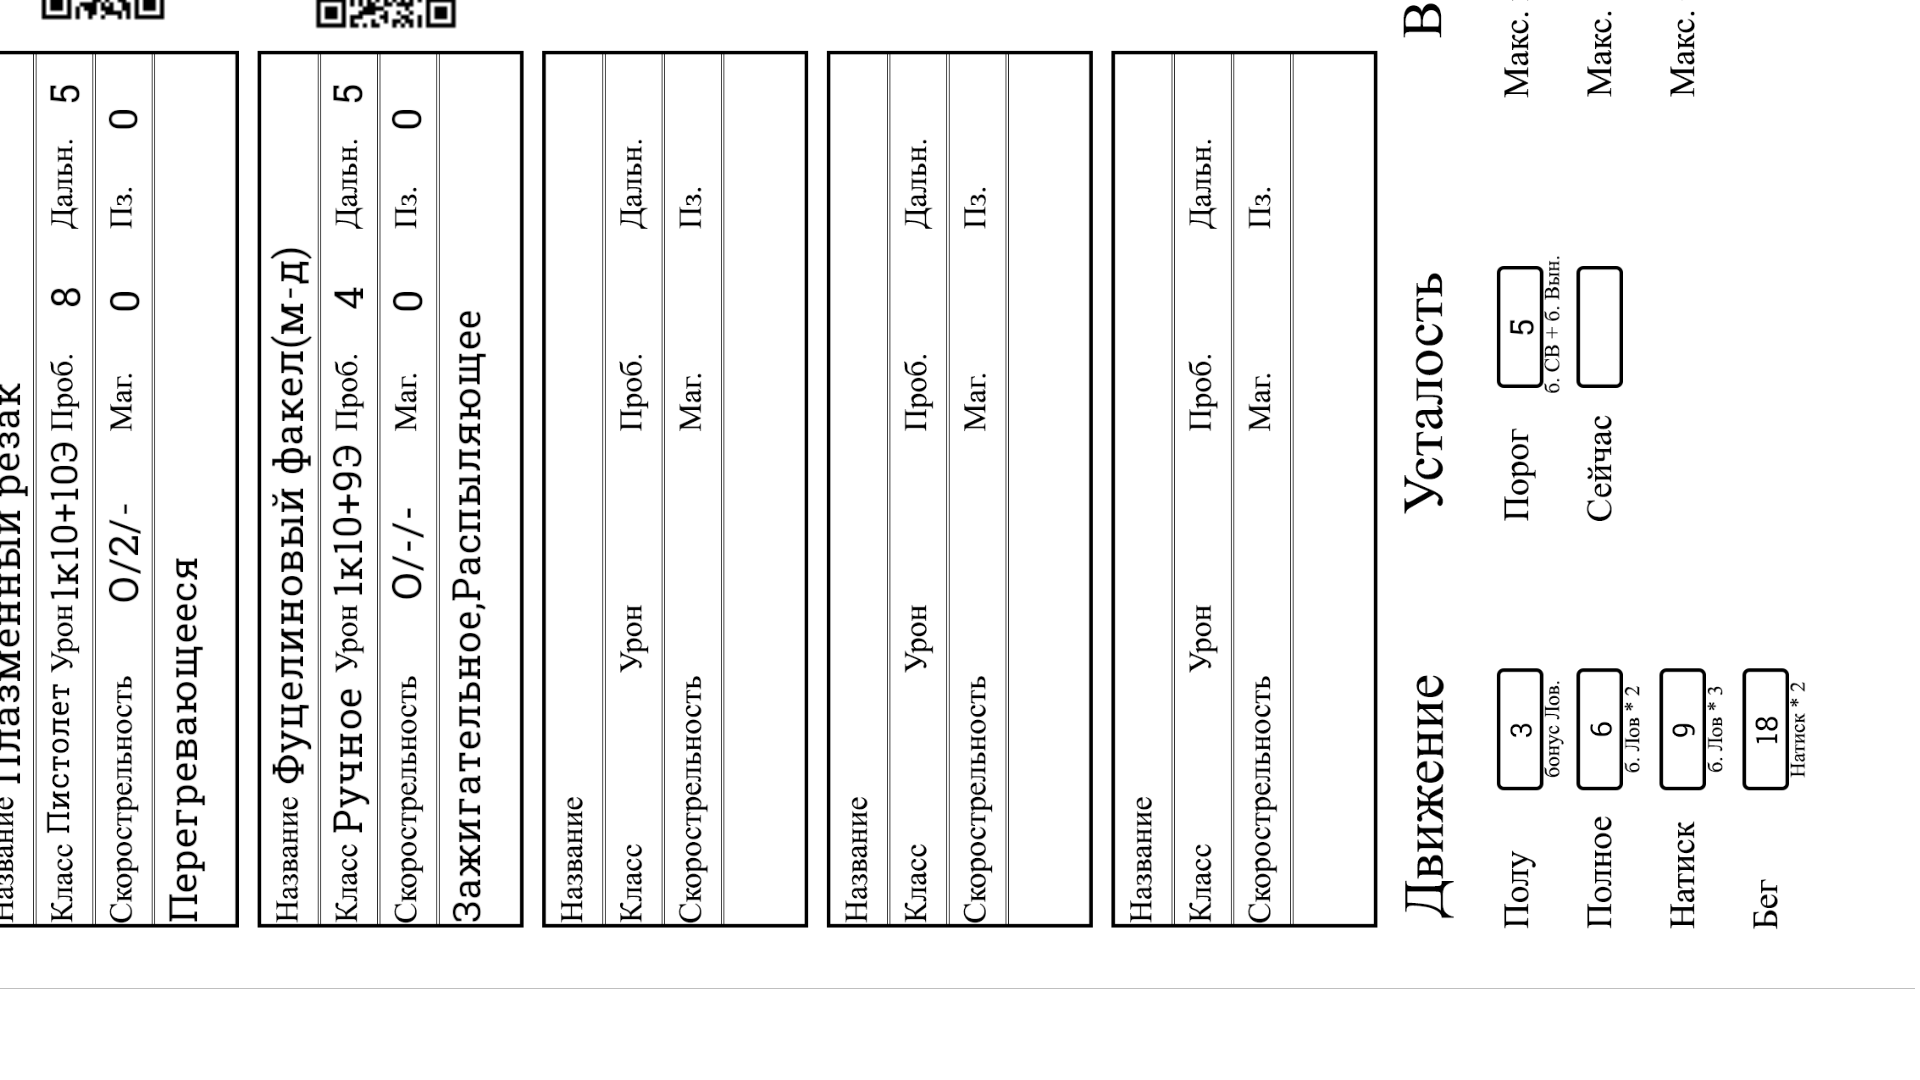 Название Плазменный резак
Класс Пистолет Урон 1к10+10Э Проб. 8 Дальн. 5
Скорострельность О/2/- Маг. 0 Пз. 0
Перегревающееся
Название Фуцелиновый факел(м-д)
Класс Ручное Урон 1к10+9Э Проб. 4 Дальн. 5
Скорострельность О/-/- Маг. 0 Пз. 0
Зажигательное,Распыляющее
Название
Класс Урон Проб. Дальн.
Скорострельность Маг. Пз.
Название
Класс Урон Проб. Дальн.
Скорострельность Маг. Пз.
Название
Класс Урон Проб. Дальн.
Скорострельность Маг. Пз.
Движение Усталость В
Полу 3 Порог 5 Макс.
бонус Лов. б. СВ + б. Вын.
Полное 6 Сейчас Макс.
б. Лов * 2
Натиск 9 Макс.
б. Лов * 3
Бег 18
Натиск * 2